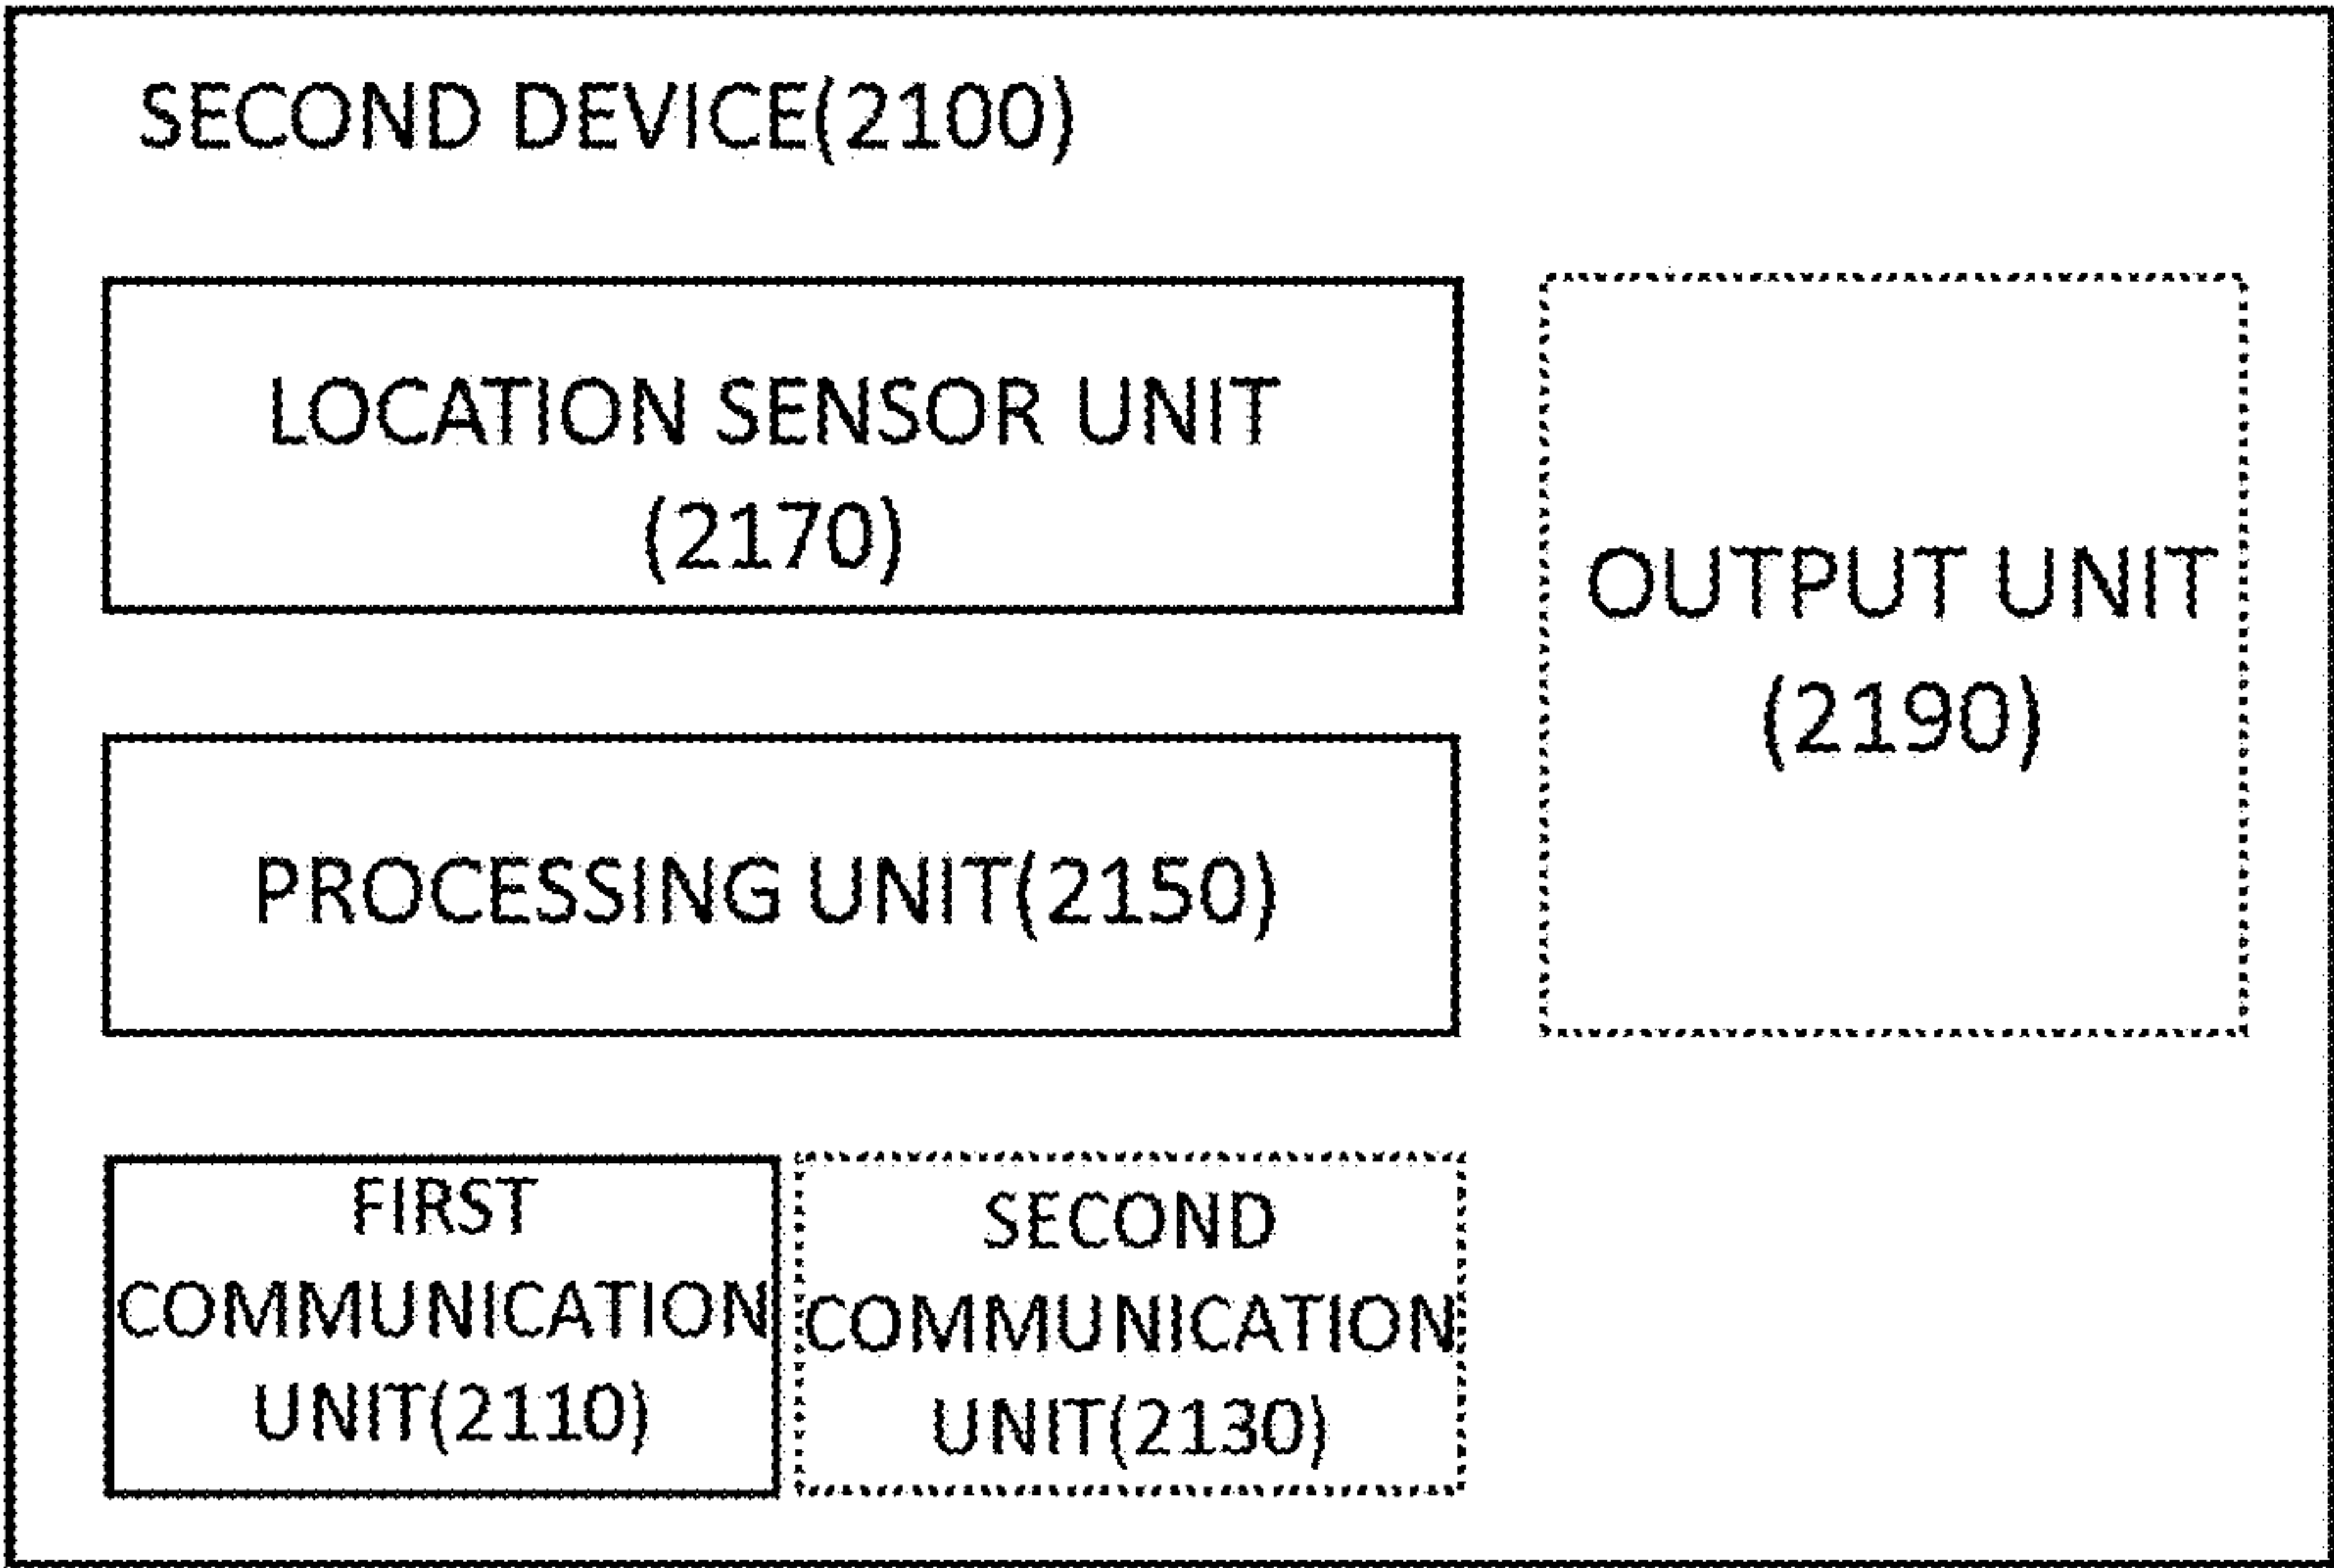 SECOND DEVICE(2100)
LOCATION SENSOR UNIT
(2170)
OUTPUT UNIT
(2190)
PROCESSING UNIT(2150)
FIRST
COMMUNICATION
UNIT(2110)
SECOND
COMMUNICATION
UNIT(2130)